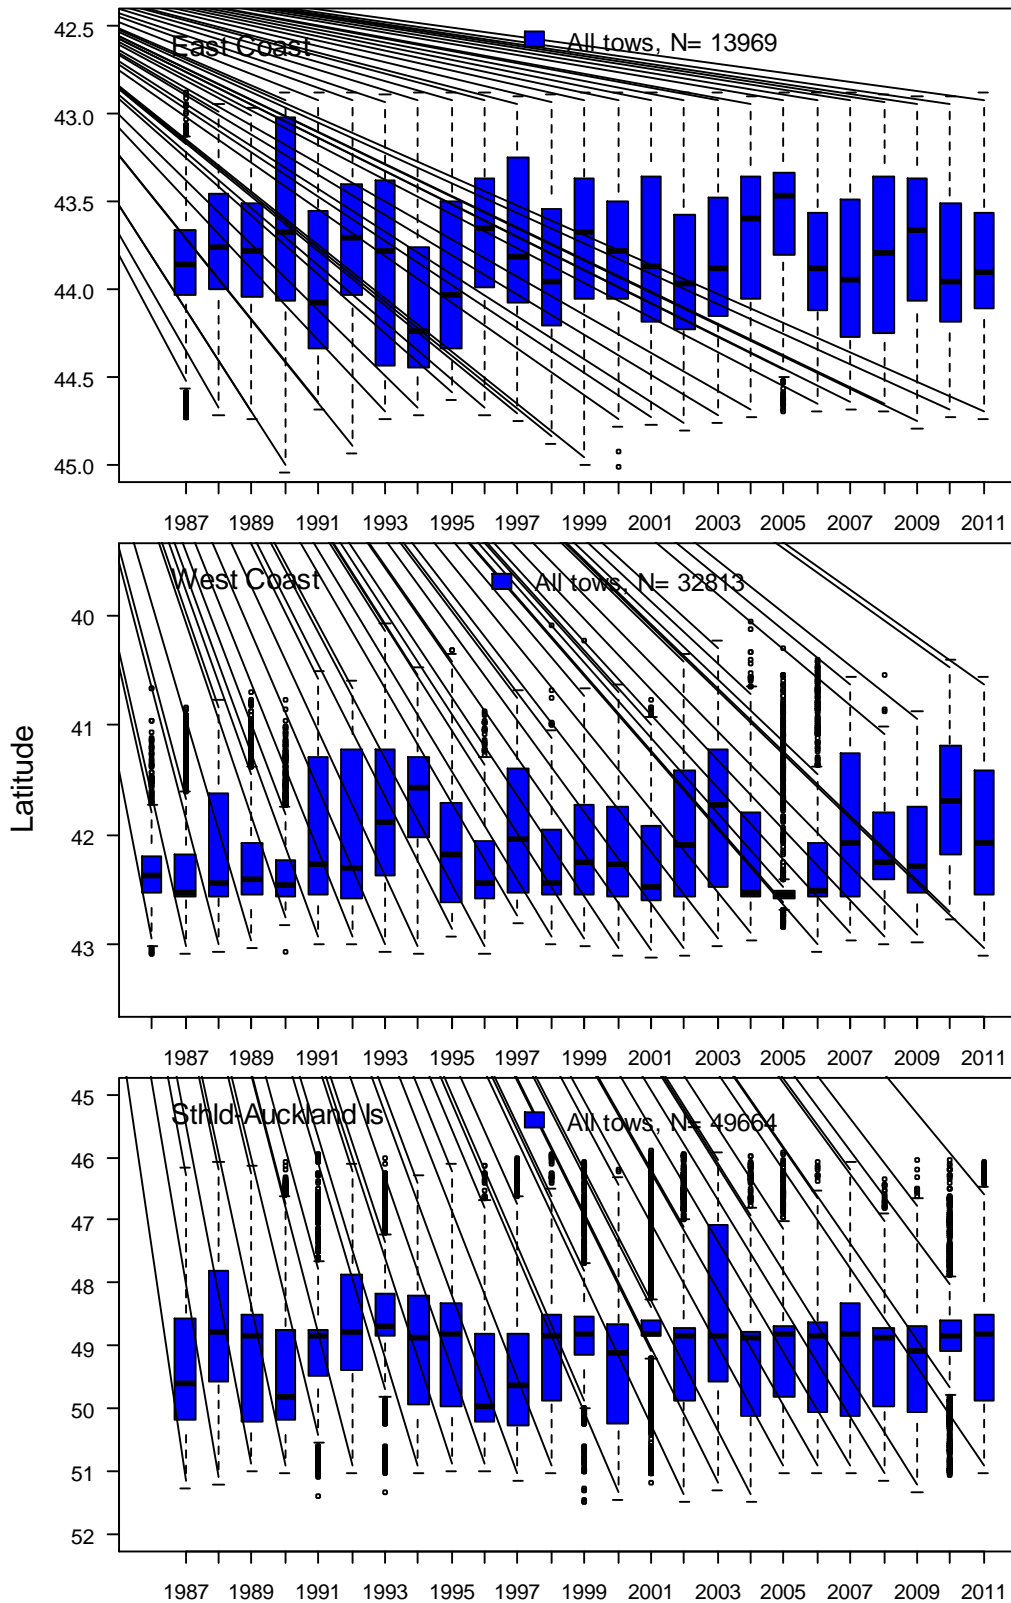 East Coast
All tows, N= 13969
42.5
43.0
43.5
44.0
44.5
45.0
1987 1989 1991 1993 1995 1997 1999 2001 2003 2005 2007 2009 2011
West Coast
All tows, N= 32813
40
41
42
43
Latitude
1987 1989 1991 1993 1995 1997 1999 2001 2003 2005 2007 2009 2011
Sthld-Auckland Is
All tows, N= 49664
45
46
47
48
49
50
51
52
1987 1989 1991 1993 1995 1997 1999 2001 2003 2005 2007 2009 2011